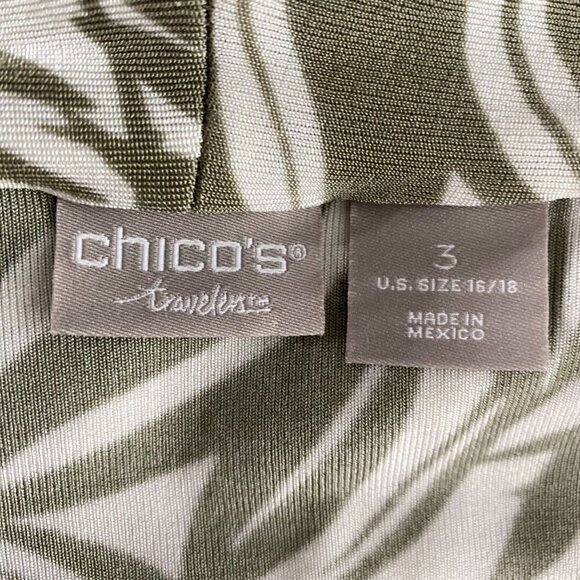 chico's®
travelers™
3
U.S. SIZE 16/18
MADE IN
MEXICO